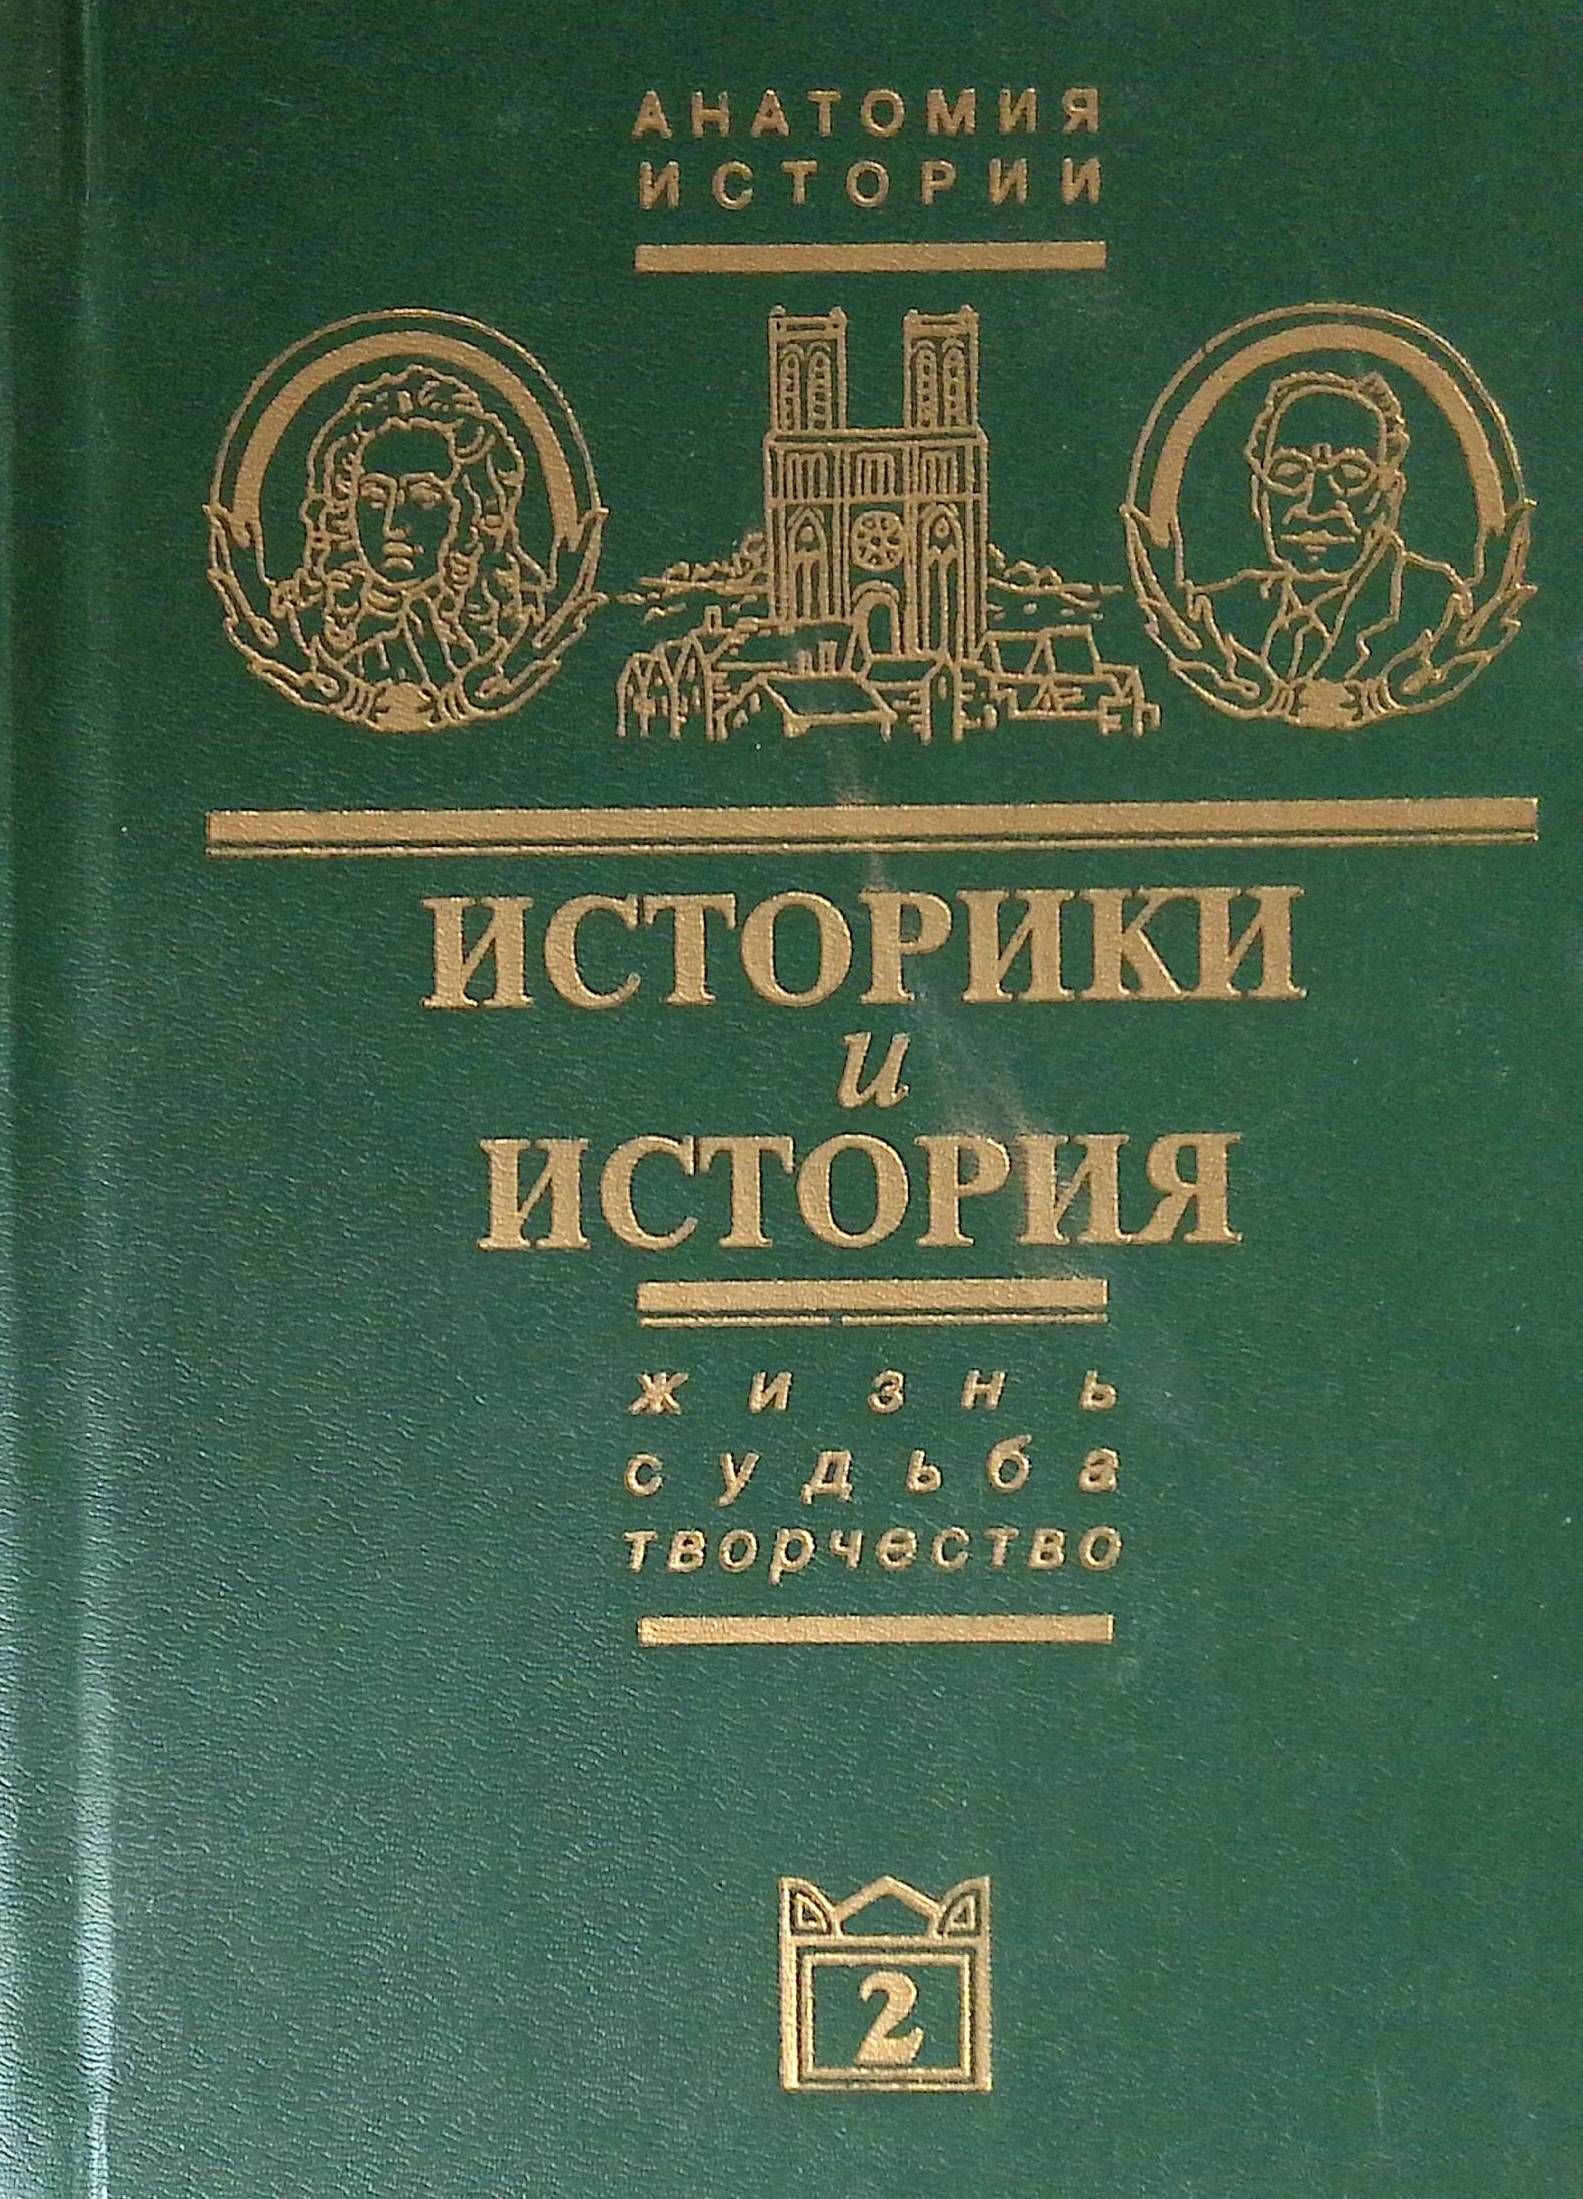 АНАТОМИЯ
ИСТОРИИ
ИСТОРИКИ
и
ИСТОРИЯ
жизнь
судьба
творчество
2